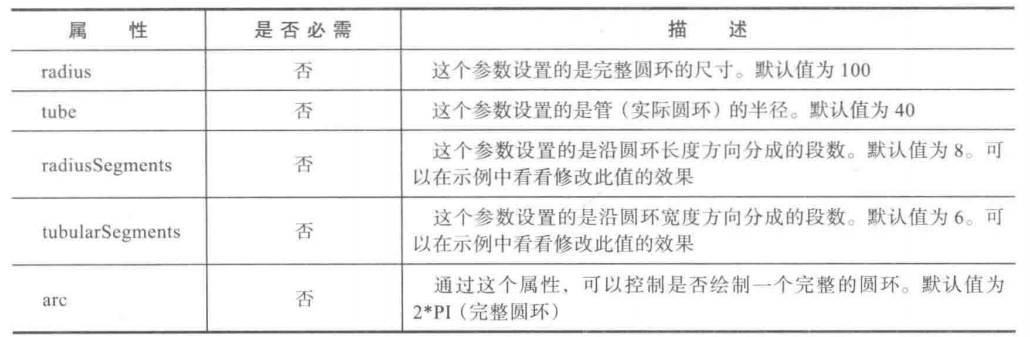 属 性 是否必需 描 述
radius 否 这个参数设置的是完整圆环的尺寸。默认值为 100
tube 否 这个参数设置的是管（实际圆环）的半径。默认值为 40
radiusSegments 否 这个参数设置的是沿圆环长度方向分成的段数。默认值为 8。可
以在示例中看看修改此值的效果
tubularSegments 否 这个参数设置的是沿圆环宽度方向分成的段数。默认值为 6。可
以在示例中看看修改此值的效果
arc 否 通过这个属性，可以控制是否绘制一个完整的圆环。默认值为
2*PI（完整圆环）